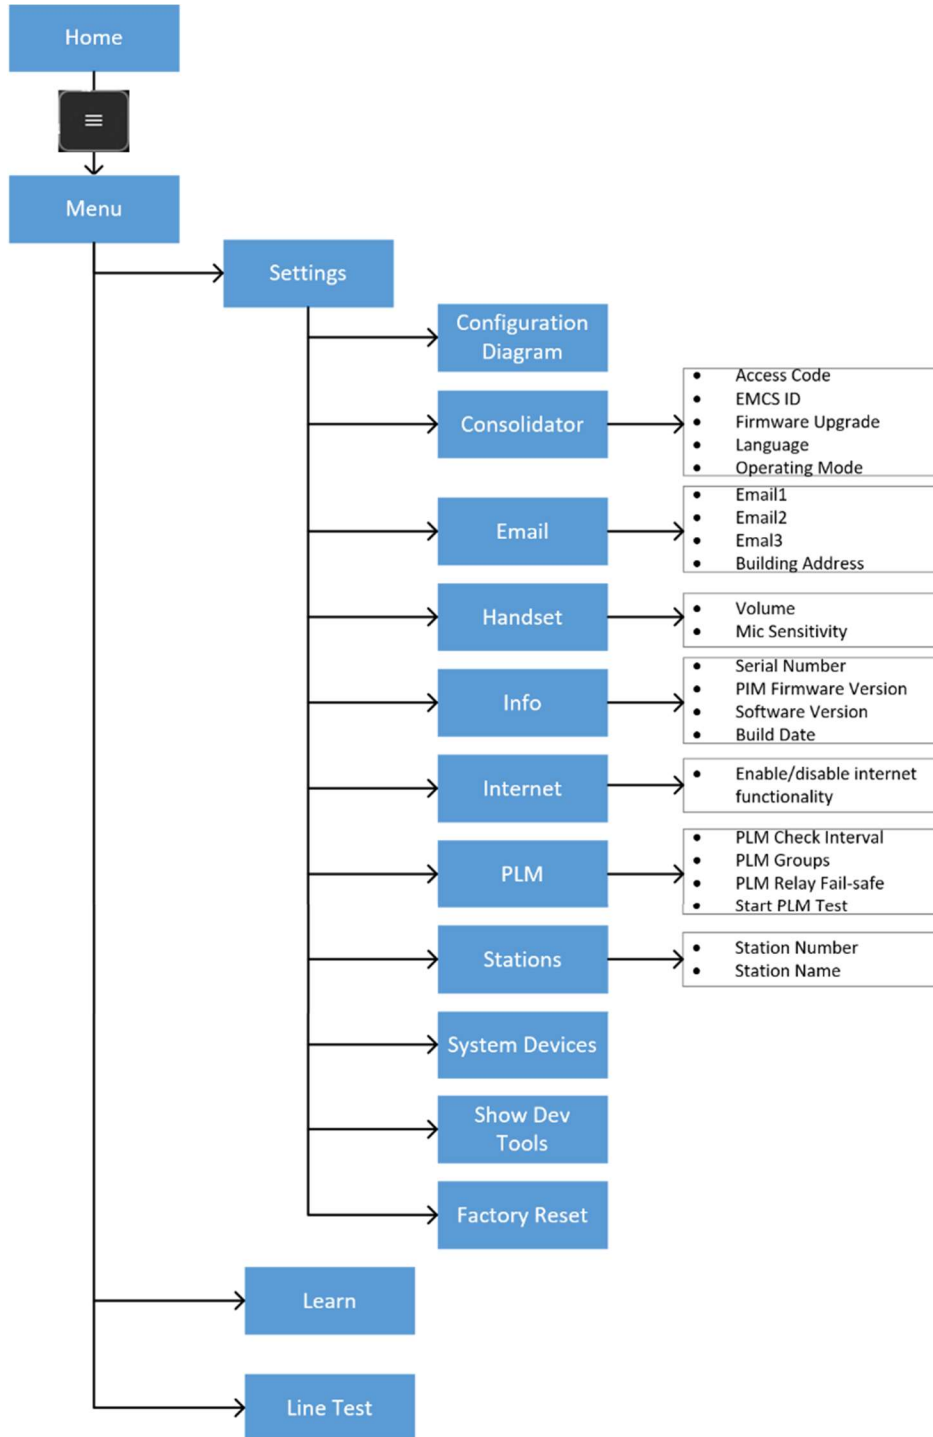 Home
Menu
Settings
Configuration
Diagram
Consolidator
• Access Code
• EMCS ID
• Firmware Upgrade
• Language
• Operating Mode
Email
• Email1
• Email2
• Emal3
• Building Address
Handset
• Volume
• Mic Sensitivity
Info
• Serial Number
• PIM Firmware Version
• Software Version
• Build Date
Internet
• Enable/disable internet
functionality
PLM
• PLM Check Interval
• PLM Groups
• PLM Relay Fail-safe
• Start PLM Test
Stations
• Station Number
• Station Name
System Devices
Show Dev
Tools
Factory Reset
Learn
Line Test